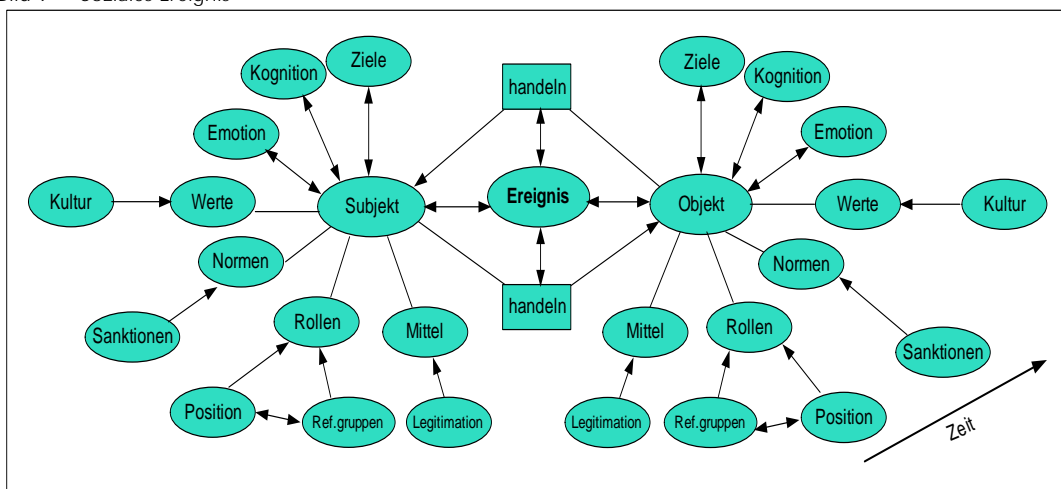 Ziele
Ziele
Kognition
handeln
Kognition
Emotion
Emotion
Kultur
Werte
Subjekt
Ereignis
Objekt
Werte
Kultur
Normen
Normen
handeln
Sanktionen
Rollen
Mittel
Mittel
Rollen
Sanktionen
Position
Ref.gruppen
Legitimation
Legitimation
Ref.gruppen
Position
Zeit